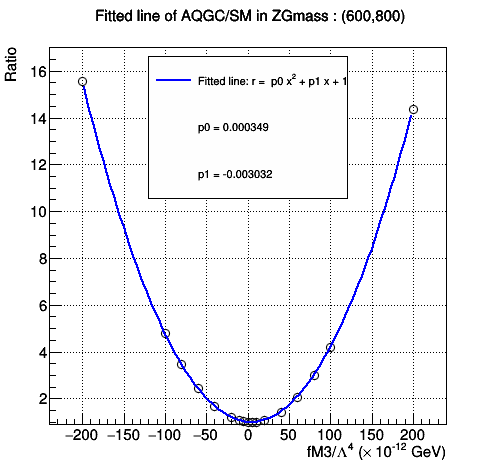 Fitted line of AQGC/SM in ZGmass : (600,800)
Ratio
Fitted line: r = p0 x² + p1 x + 1
p0 = 0.000349
p1 = -0.003032
16
14
12
10
8
6
4
2
−200 −150 −100 −50 0 50 100 150 200
fM3/Λ⁴ (× 10⁻¹² GeV)